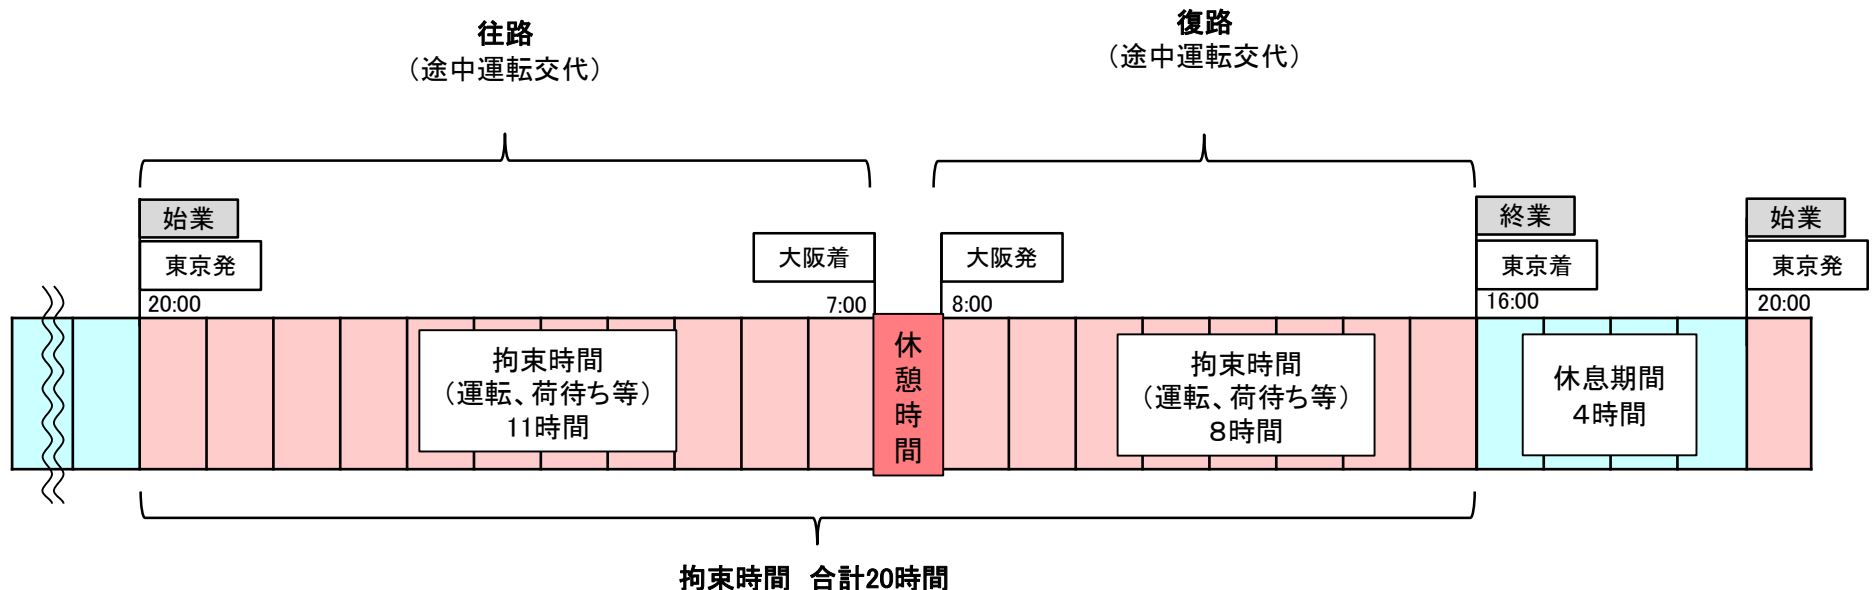 往路
（途中運転交代）
復路
（途中運転交代）
始業
東京発
20:00
大阪着
7:00
大阪発
8:00
終業
東京着
16:00
始業
東京発
20:00
拘束時間
（運転、荷待ち等）
11時間
休憩時間
拘束時間
（運転、荷待ち等）
８時間
休息期間
４時間
拘束時間　合計20時間